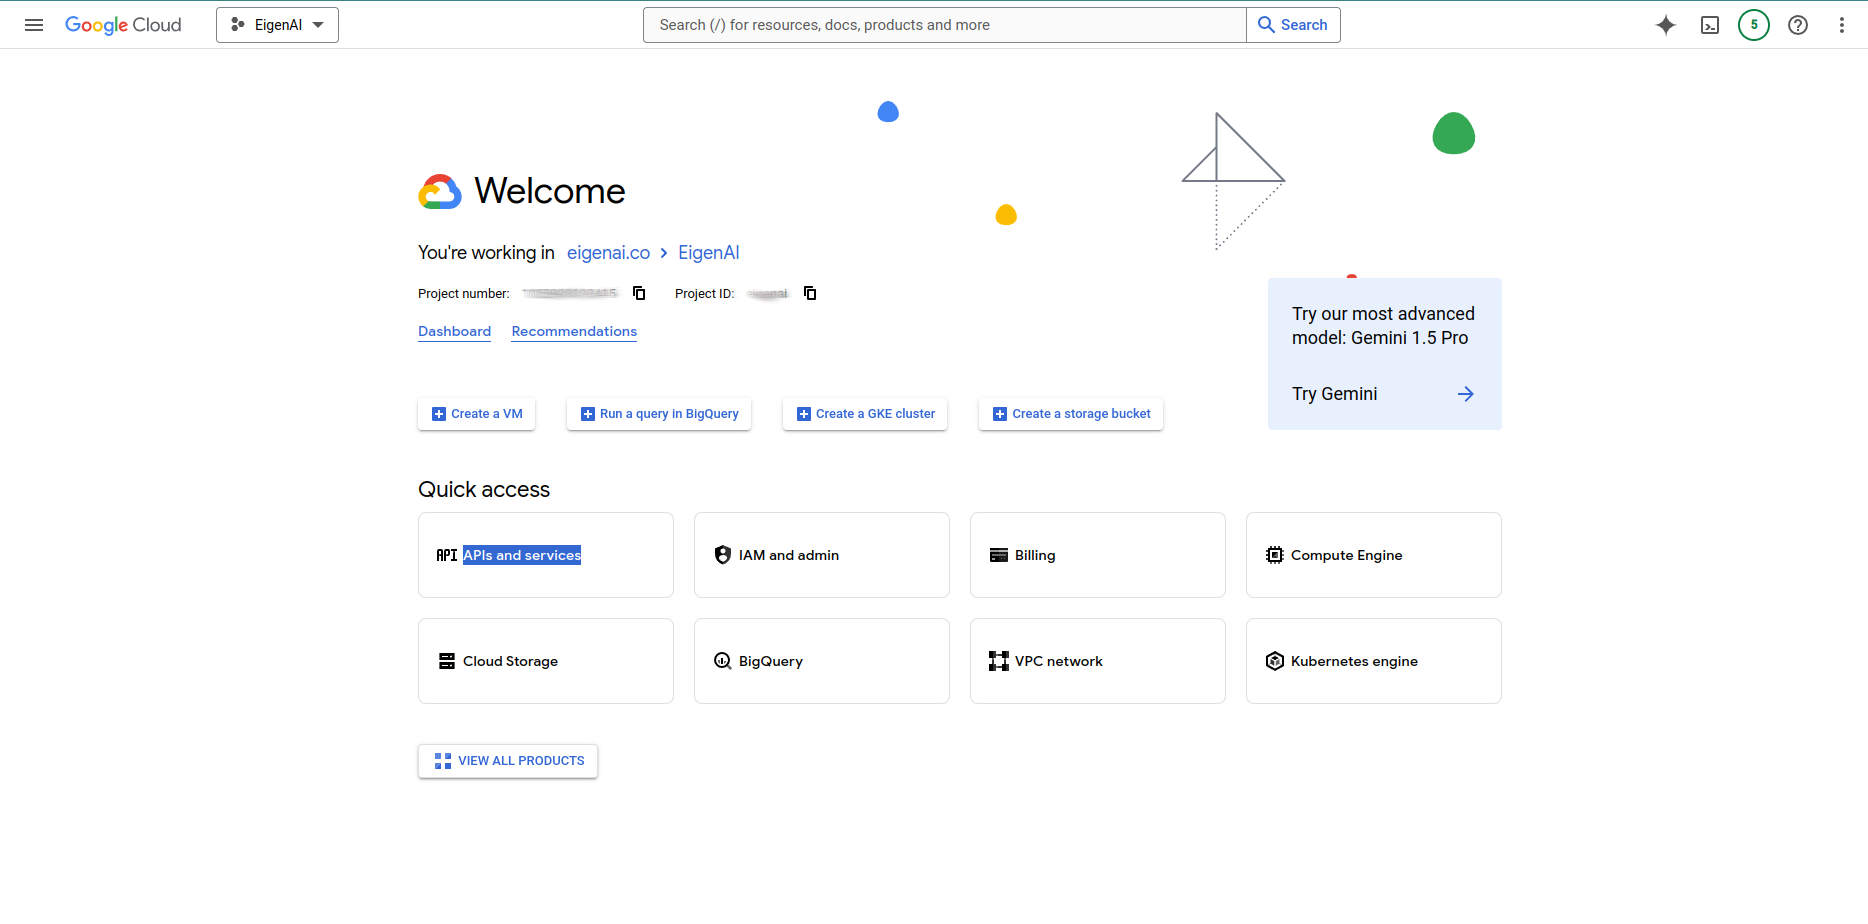 Google Cloud
EigenAI
Search (/) for resources, docs, products and more
Search
5
Welcome
You're working in eigenai.co > EigenAI
Project number:
Project ID:
Dashboard Recommendations
Try our most advanced
model: Gemini 1.5 Pro
Try Gemini
Create a VM
Run a query in BigQuery
Create a GKE cluster
Create a storage bucket
Quick access
API APIs and services
IAM and admin
Billing
Compute Engine
Cloud Storage
BigQuery
VPC network
Kubernetes engine
VIEW ALL PRODUCTS